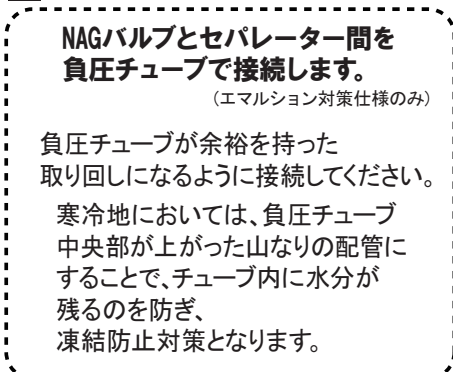 NAGバルブとセパレーター間を
負圧チューブで接続します。
(エマルション対策仕様のみ)
負圧チューブが余裕を持った
取り回しになるように接続してください。
寒冷地においては、負圧チューブ
中央部が上がった山なりの配管に
することで、チューブ内に水分が
残るのを防ぎ、
凍結防止対策となります。